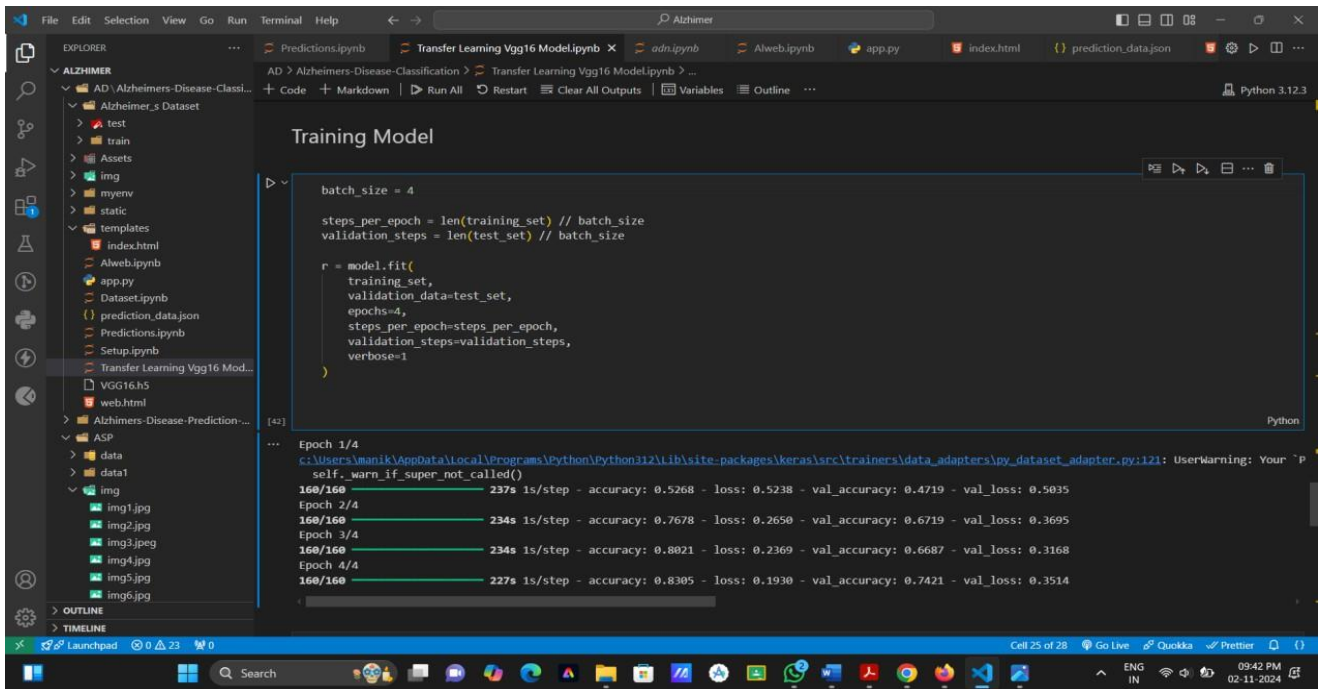 File Edit Selection View Go Run Terminal Help
Alzhimer
EXPLORER
Predictions.ipynb
Transfer Learning Vgg16 Model.ipynb
adn.ipynb
Alweb.ipynb
app.py
index.html
{} prediction_data.json
ALZHIMER
AD > Alzheimers-Disease-Classification > Transfer Learning Vgg16 Model.ipynb > ...
+ Code + Markdown | Run All Restart Clear All Outputs | Variables Outline ...
Python 3.12.3
AD\Alzheimers-Disease-Classi...
Alzheimer_s Dataset
test
train
Assets
img
myenv
static
templates
index.html
Alweb.ipynb
app.py
Dataset.ipynb
{} prediction_data.json
Predictions.ipynb
Setup.ipynb
Transfer Learning Vgg16 Mod...
VGG16.h5
web.html
Alzhimers-Disease-Prediction-...
ASP
data
data1
img
img1.jpg
img2.jpg
img3.jpeg
img4.jpg
img5.jpg
img6.jpg
OUTLINE
TIMELINE
Training Model
batch_size = 4
steps_per_epoch = len(training_set) // batch_size
validation_steps = len(test_set) // batch_size
r = model.fit(
training_set,
validation_data=test_set,
epochs=4,
steps_per_epoch=steps_per_epoch,
validation_steps=validation_steps,
verbose=1
)
[42]
Python
Epoch 1/4
c:\Users\manik\AppData\Local\Programs\Python\Python312\Lib\site-packages\keras\src\trainers\data_adapters\py_dataset_adapter.py:121: UserWarning: Your `P
self._warn_if_super_not_called()
160/160 237s 1s/step - accuracy: 0.5268 - loss: 0.5238 - val_accuracy: 0.4719 - val_loss: 0.5035
Epoch 2/4
160/160 234s 1s/step - accuracy: 0.7678 - loss: 0.2650 - val_accuracy: 0.6719 - val_loss: 0.3695
Epoch 3/4
160/160 234s 1s/step - accuracy: 0.8021 - loss: 0.2369 - val_accuracy: 0.6687 - val_loss: 0.3168
Epoch 4/4
160/160 227s 1s/step - accuracy: 0.8305 - loss: 0.1930 - val_accuracy: 0.7421 - val_loss: 0.3514
Launchpad 0 23 0
Cell 25 of 28 Go Live Quokka Prettier {}
Search
ENG
IN
09:42 PM
02-11-2024